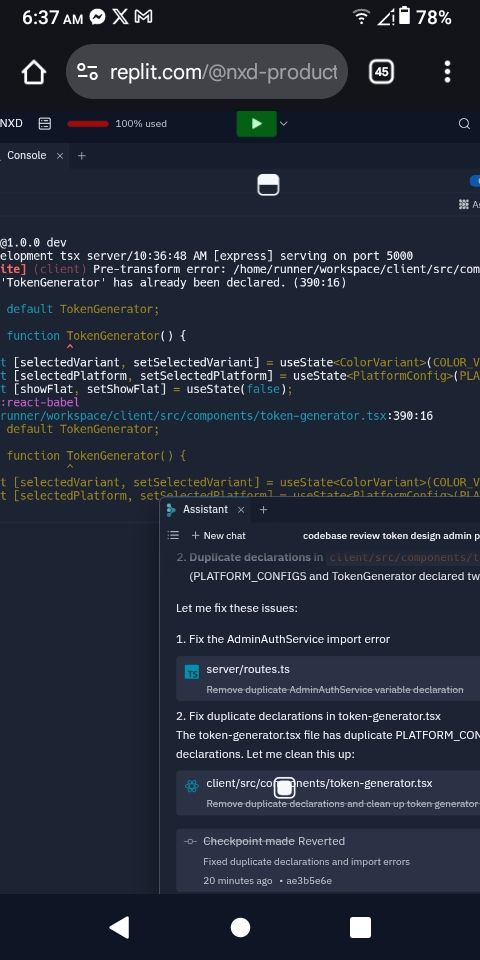 6:37 AM
78%
replit.com/@nxd-product
45
NXD
100% used
Console
@1.0.0 dev
elopment tsx server/10:36:48 AM [express] serving on port 5000
ite] (client) Pre-transform error: /home/runner/workspace/client/src/com
'TokenGenerator' has already been declared. (390:16)
default TokenGenerator;
function TokenGenerator() {
^
t [selectedVariant, setSelectedVariant] = useState<ColorVariant>(COLOR_V
t [selectedPlatform, setSelectedPlatform] = useState<PlatformConfig>(PLA
t [showFlat, setShowFlat] = useState(false);
:react-babel
runner/workspace/client/src/components/token-generator.tsx:390:16
default TokenGenerator;
function TokenGenerator() {
^
t [selectedVariant, setSelectedVariant] = useState<ColorVariant>(COLOR_V
t [selectedPlatform, setSelectedPlatform] = useState<PlatformConfig>(PLA
Assistant
New chat
codebase review token design admin p
2. Duplicate declarations in client/src/components/t
(PLATFORM_CONFIGS and TokenGenerator declared tw
Let me fix these issues:
1. Fix the AdminAuthService import error
TS server/routes.ts
Remove duplicate AdminAuthService variable declaration
2. Fix duplicate declarations in token-generator.tsx
The token-generator.tsx file has duplicate PLATFORM_CON
declarations. Let me clean this up:
client/src/components/token-generator.tsx
Remove duplicate declarations and clean up token generator
Checkpoint made Reverted
Fixed duplicate declarations and import errors
20 minutes ago • ae3b5e6e